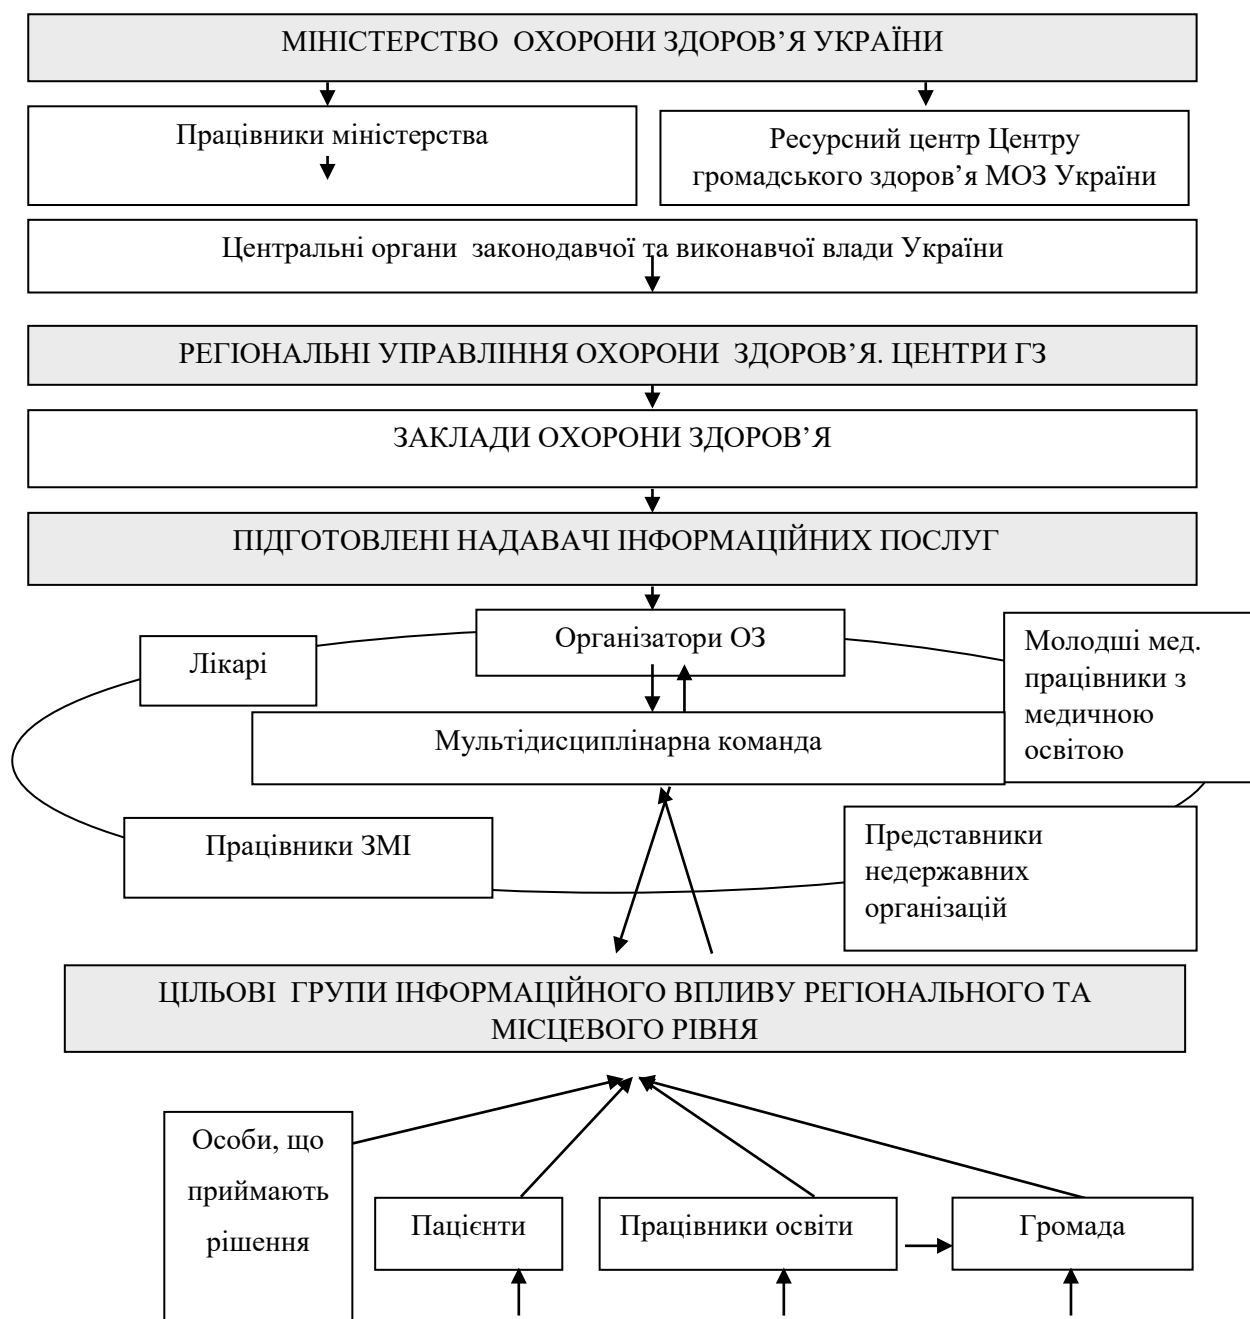 МІНІСТЕРСТВО ОХОРОНИ ЗДОРОВ’Я УКРАЇНИ
Працівники міністерства
Ресурсний центр Центру
громадського здоров’я МОЗ України
Центральні органи законодавчої та виконавчої влади України
РЕГІОНАЛЬНІ УПРАВЛІННЯ ОХОРОНИ ЗДОРОВ’Я. ЦЕНТРИ ГЗ
ЗАКЛАДИ ОХОРОНИ ЗДОРОВ’Я
ПІДГОТОВЛЕНІ НАДАВАЧІ ІНФОРМАЦІЙНИХ ПОСЛУГ
Організатори ОЗ
Лікарі
Молодші мед.
працівники з
медичною
освітою
Мультідисциплінарна команда
Працівники ЗМІ
Представники
недержавних
організацій
ЦІЛЬОВІ ГРУПИ ІНФОРМАЦІЙНОГО ВПЛИВУ РЕГІОНАЛЬНОГО ТА
МІСЦЕВОГО РІВНЯ
Особи, що
приймають
рішення
Пацієнти
Працівники освіти
Громада